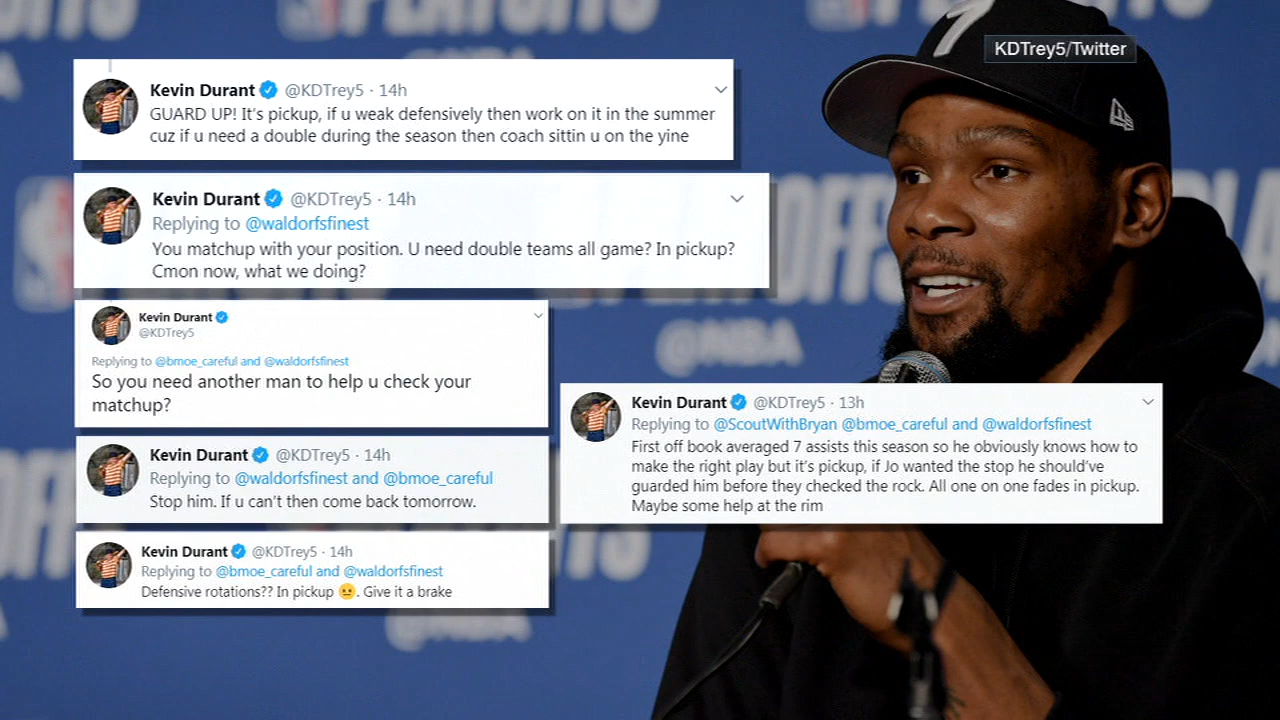 PLAYOFFS
KDTrey5/Twitter
Kevin Durant @KDTrey5 · 14h
GUARD UP! It's pickup, if u weak defensively then work on it in the summer
cuz if u need a double during the season then coach sittin u on the yine
Kevin Durant @KDTrey5 · 14h
Replying to @waldorfsfinest
You matchup with your position. U need double teams all game? In pickup?
Cmon now, what we doing?
Kevin Durant
@KDTrey5
Replying to @bmoe_careful and @waldorfsfinest
So you need another man to help u check your
matchup?
@NBA
Kevin Durant @KDTrey5 · 14h
Replying to @waldorfsfinest and @bmoe_careful
Stop him. If u can't then come back tomorrow.
Kevin Durant @KDTrey5 · 14h
Replying to @bmoe_careful and @waldorfsfinest
Defensive rotations?? In pickup 😐. Give it a brake
Kevin Durant @KDTrey5 · 13h
Replying to @ScoutWithBryan @bmoe_careful and @waldorfsfinest
First off book averaged 7 assists this season so he obviously knows how to
make the right play but it's pickup, if Jo wanted the stop he should've
guarded him before they checked the rock. All one on one fades in pickup.
Maybe some help at the rim
@NBA